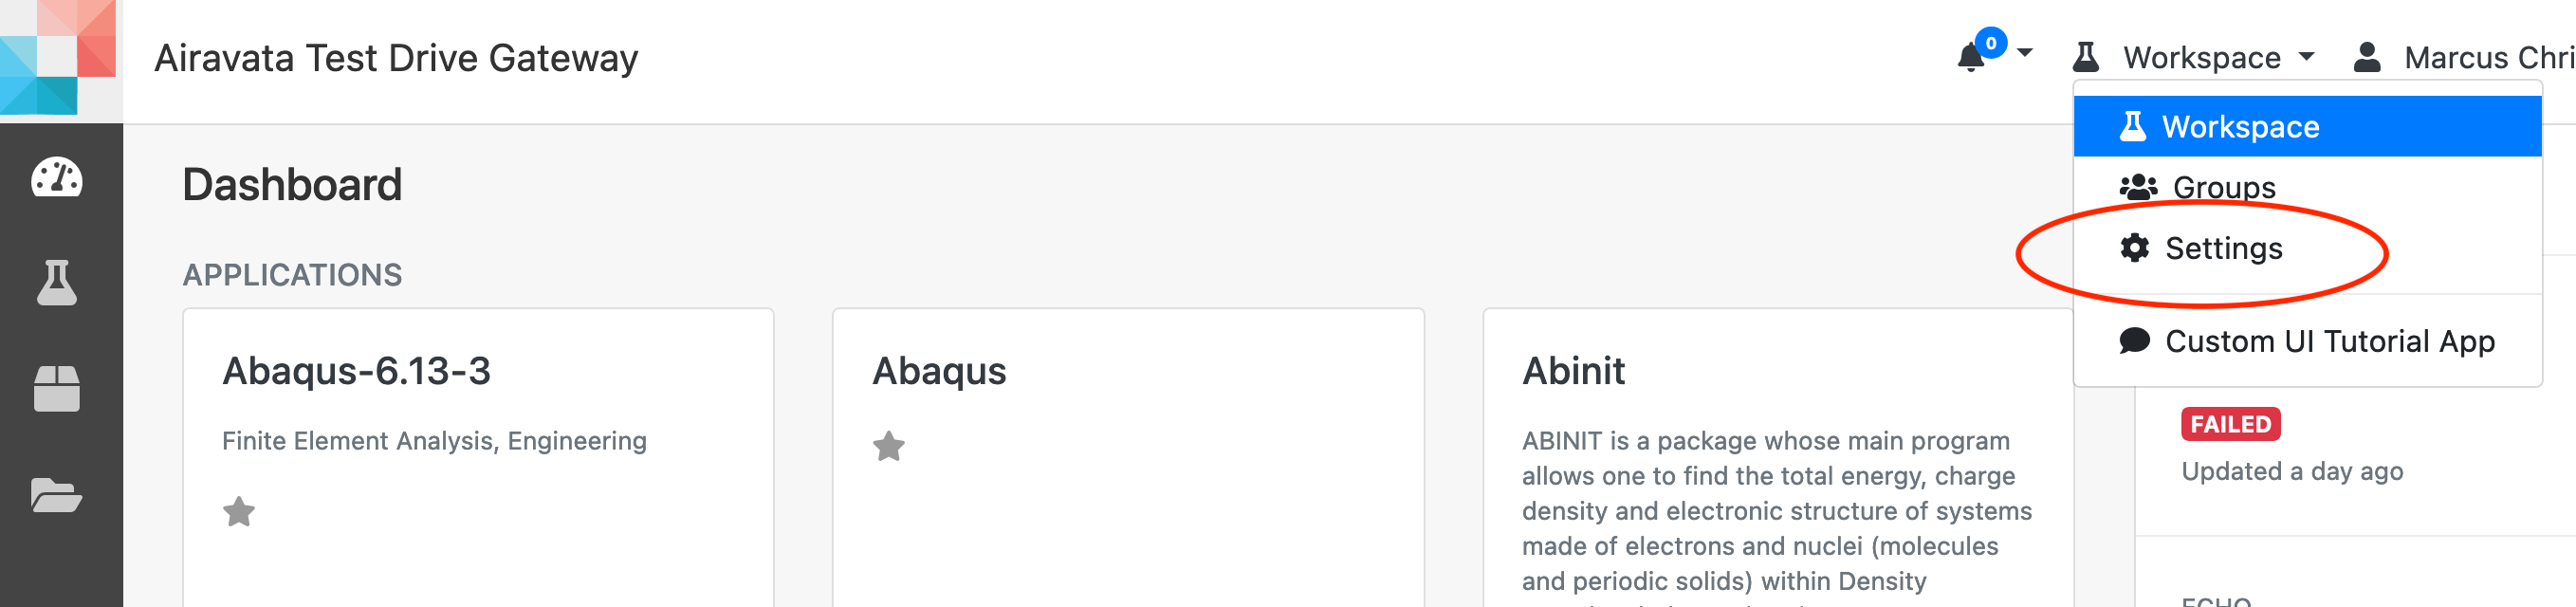 Airavata Test Drive Gateway
0
Workspace
Marcus Chri
Workspace
Groups
Settings
Custom UI Tutorial App
Dashboard
APPLICATIONS
Abaqus-6.13-3
Finite Element Analysis, Engineering
Abaqus
Abinit
ABINIT is a package whose main program
allows one to find the total energy, charge
density and electronic structure of systems
made of electrons and nuclei (molecules
and periodic solids) within Density
FAILED
Updated a day ago